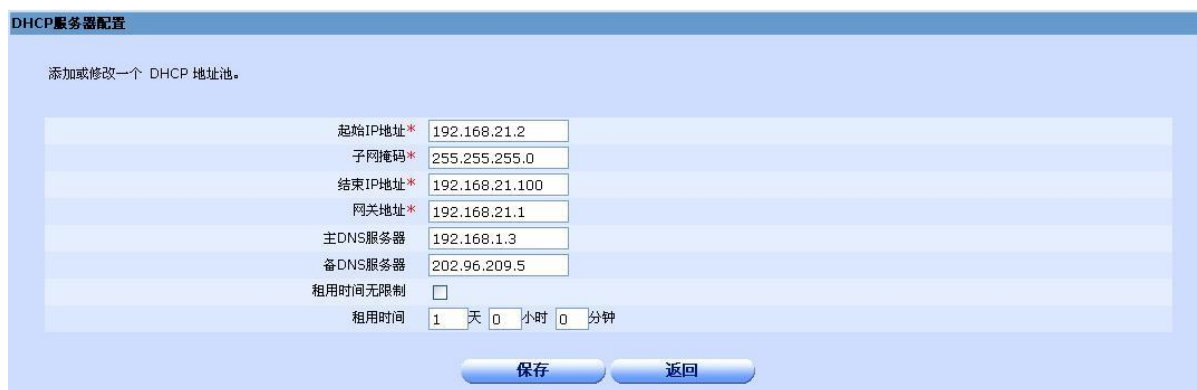 DHCP服务器配置
添加或修改一个 DHCP 地址池。
起始IP地址* 192.168.21.2
子网掩码* 255.255.255.0
结束IP地址* 192.168.21.100
网关地址* 192.168.21.1
主DNS服务器 192.168.1.3
备DNS服务器 202.96.209.5
租用时间无限制
租用时间 1 天 0 小时 0 分钟
保存 返回